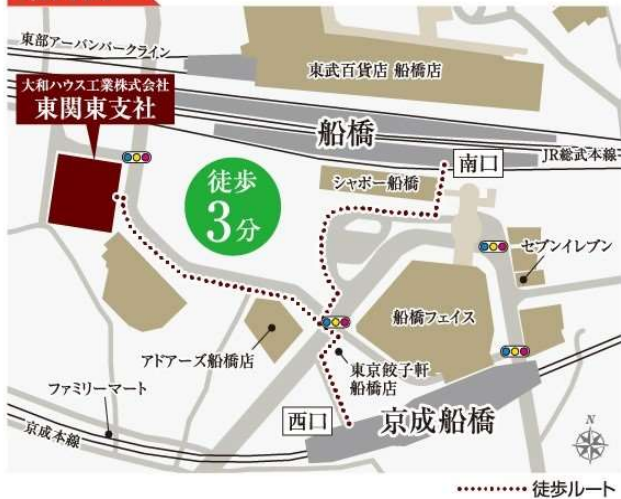 東部アーバンパークライン
東武百貨店 船橋店
大和ハウス工業株式会社
東関東支社
船橋
JR総武本線
南口
シャポー船橋
徒歩
3分
セブンイレブン
船橋フェイス
アドアーズ船橋店
東京餃子軒
船橋店
ファミリーマート
西口
京成船橋
京成本線
N
徒歩ルート